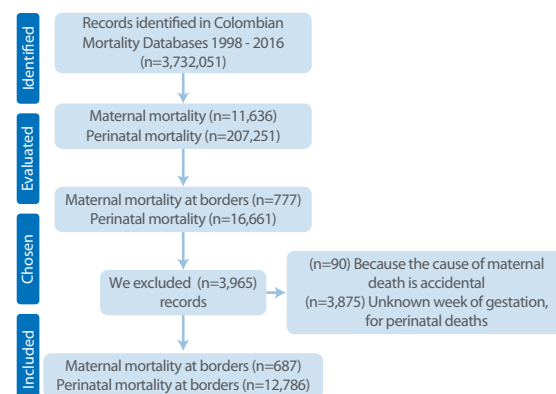 Identified
Records identified in Colombian
Mortality Databases 1998 - 2016
(n=3,732,051)
Evaluated
Maternal mortality (n=11,636)
Perinatal mortality (n=207,251)
Maternal mortality at borders (n=777)
Perinatal mortality (n=16,661)
Chosen
We excluded (n=3,965)
records
(n=90) Because the cause of maternal
death is accidental
(n=3,875) Unknown week of gestation,
for perinatal deaths
Included
Maternal mortality at borders (n=687)
Perinatal mortality at borders (n=12,786)